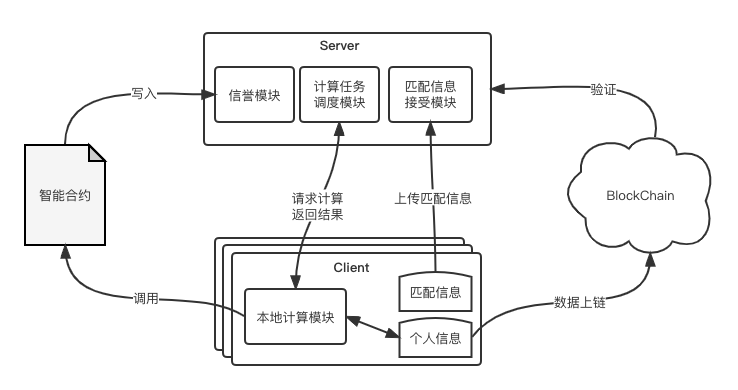 Server
信誉模块
计算任务
调度模块
匹配信息
接受模块
写入
验证
智能合约
请求计算
返回结果
上传匹配信息
BlockChain
Client
匹配信息
调用
本地计算模块
个人信息
数据上链